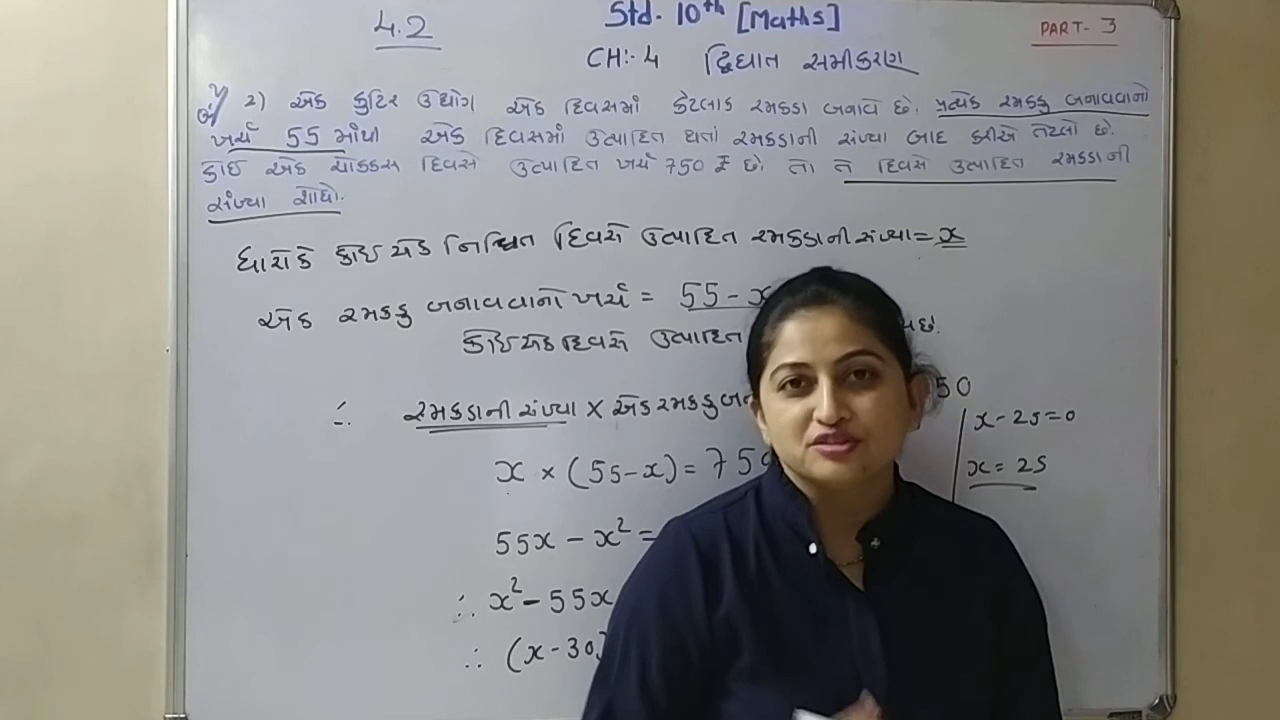 4.2
Std. 10th [Maths]
PART-3
CH:-4 દ્વિઘાત સમીકરણ
2) એક કુટિર ઉદ્યોગ એક દિવસમાં કેટલાક રમકડા બનાવે છે. પ્રત્યેક રમકડુ બનાવવાનો
ખર્ચ 55 માંથી એક દિવસમાં ઉત્પાદિત થતાં રમકડાની સંખ્યા બાદ કરીએ તેટલો છે.
કોઇ એક ચોક્કસ દિવસે ઉત્પાદિત ખર્ચ 750 ₹ છે. તો તે દિવસે ઉત્પાદિત રમકડાની
સંખ્યા શોધો.
ધારોકે કોઇ એક નિશ્ચિત દિવસે ઉત્પાદિત રમકડાની સંખ્યા = x
એક રમકડુ બનાવવાનો ખર્ચ = 55 - x
કોઇ એક દિવસે ઉત્પાદિત છે.
∴ રમકડાની સંખ્યા × એક રમકડુ બના 50
x × (55-x) = 750
55x - x² =
∴ x² - 55x
∴ (x - 30)
x - 25 = 0
x = 25